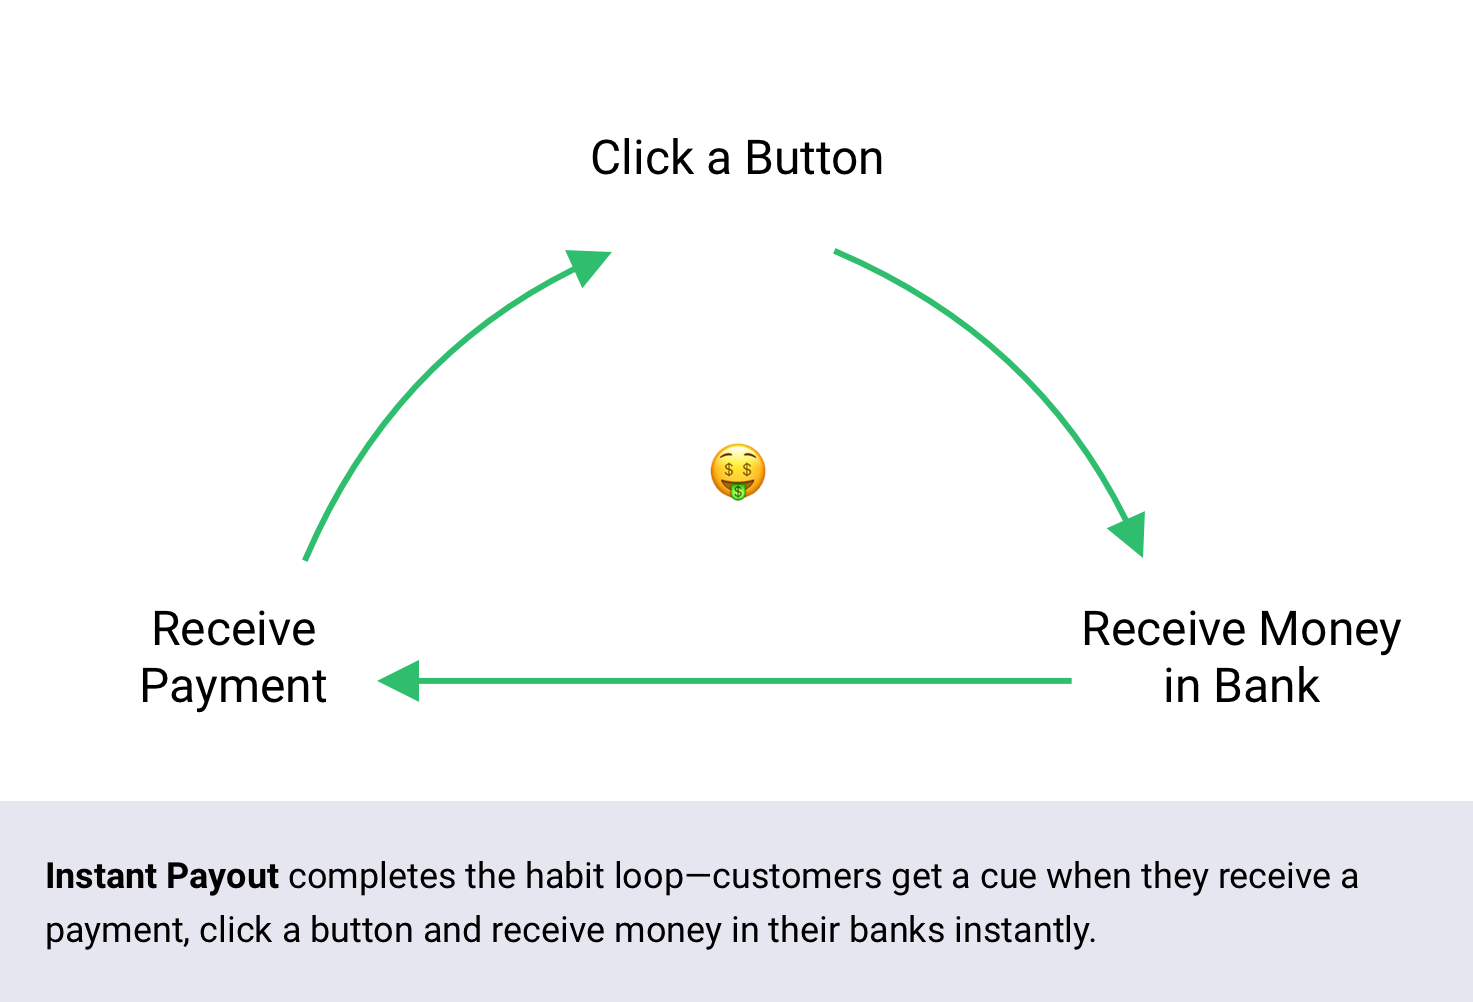 Click a Button
Receive
Payment
Receive Money
in Bank
Instant Payout completes the habit loop—customers get a cue when they receive a
payment, click a button and receive money in their banks instantly.